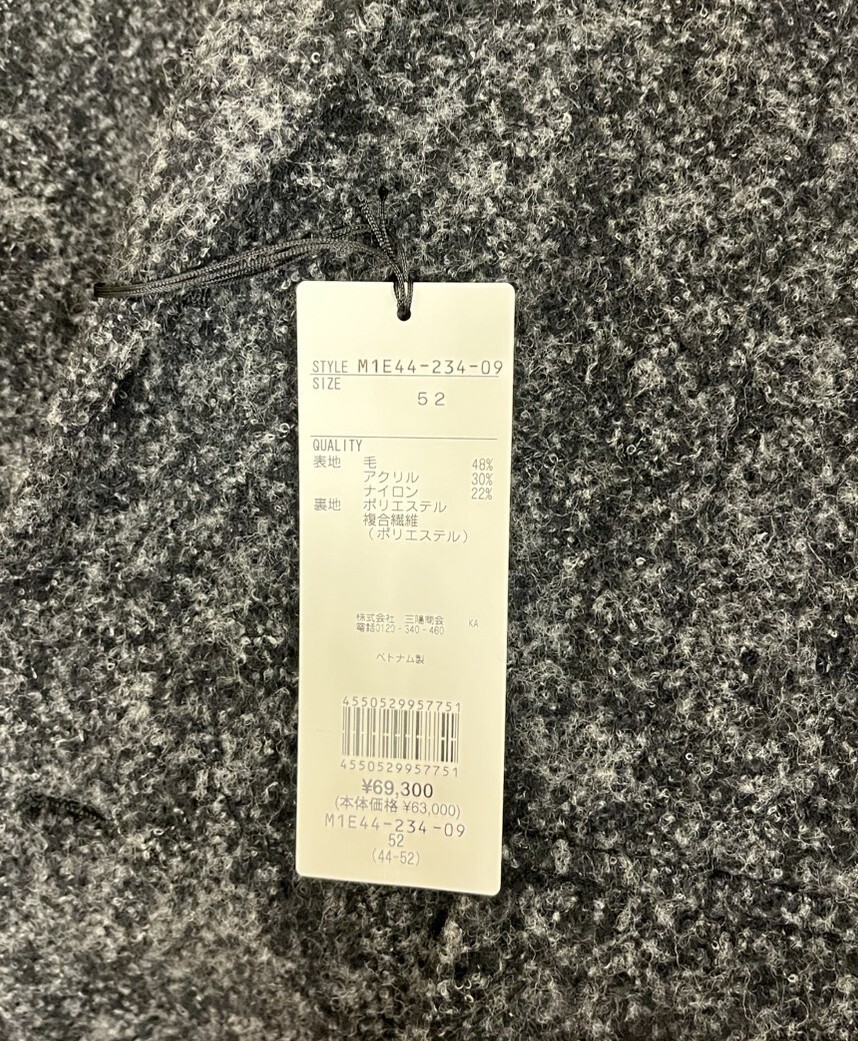 STYLE M1E44-234-09
SIZE
52
QUALITY
表地 毛 48%
アクリル 30%
ナイロン 22%
裏地 ポリエステル
複合繊維
(ポリエステル)
株式会社 三陽商会 KA
電話0120-340-460
ベトナム製
4550529957751
4550529957751
¥69,300
(本体価格 ¥63,000)
M1E44-234-09
52
(44-52)